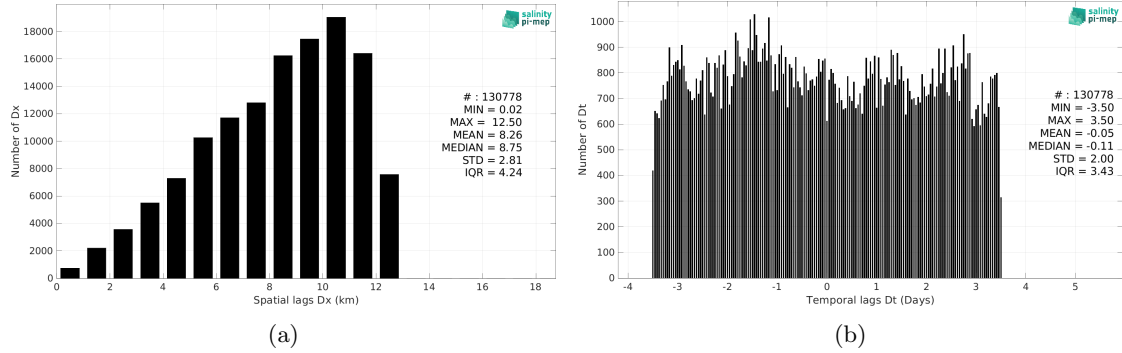 salinity
pi-mep
18000
16000
14000
12000
10000
8000
6000
4000
2000
0
Number of Dx
# : 130778
MIN = 0.02
MAX = 12.50
MEAN = 8.26
MEDIAN = 8.75
STD = 2.81
IQR = 4.24
0 2 4 6 8 10 12 14 16 18
Spatial lags Dx (km)
(a)
salinity
pi-mep
1000
900
800
700
600
500
400
300
200
100
0
Number of Dt
# : 130778
MIN = -3.50
MAX = 3.50
MEAN = -0.05
MEDIAN = -0.11
STD = 2.00
IQR = 3.43
-4 -3 -2 -1 0 1 2 3 4 5
Temporal lags Dt (Days)
(b)